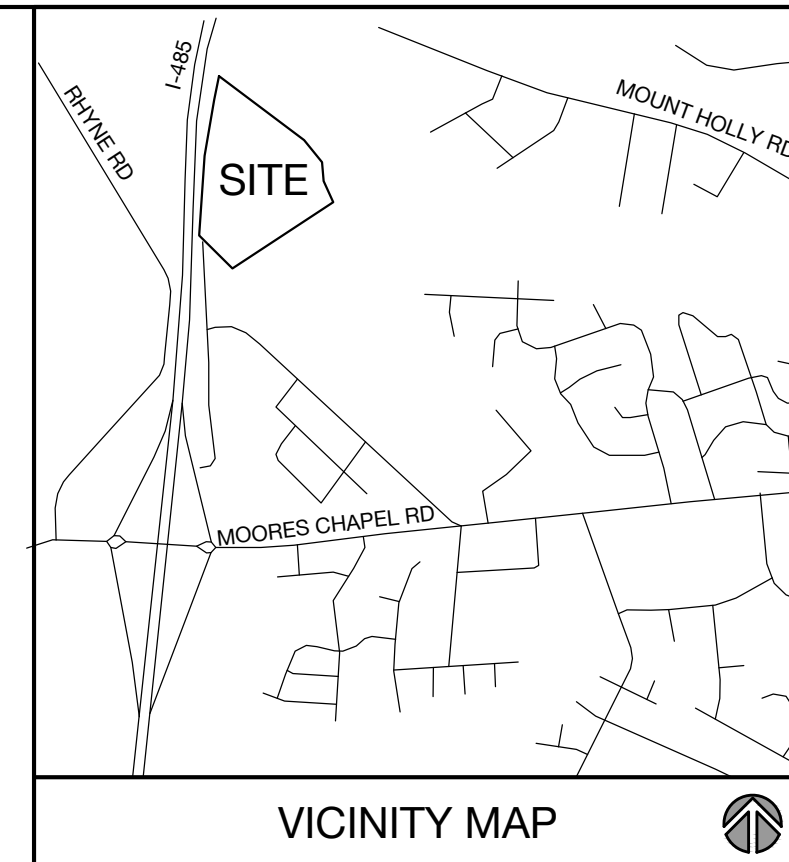 I-485
RHYNE RD
MOUNT HOLLY RD
SITE
MOORES CHAPEL RD
VICINITY MAP